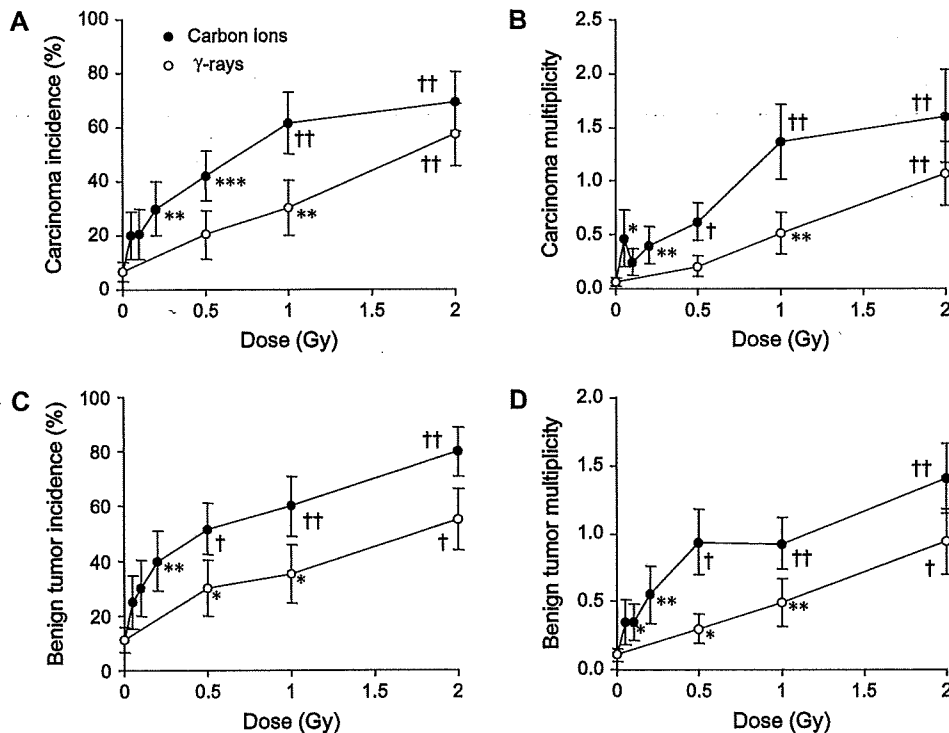 A
Carcinoma incidence (%)
100
80
60
40
20
0
● Carbon ions
○ γ-rays
**
***
††
**
††
††
0 0.5 1 1.5 2
Dose (Gy)
B
Carcinoma multiplicity
2.5
2.0
1.5
1.0
0.5
0.0
*
**
†
††
**
††
††
0 0.5 1 1.5 2
Dose (Gy)
C
Benign tumor incidence (%)
100
80
60
40
20
0
**
†
*
††
*
††
†
0 0.5 1 1.5 2
Dose (Gy)
D
Benign tumor multiplicity
2.0
1.5
1.0
0.5
0.0
*
**
†
*
††
**
††
†
0 0.5 1 1.5 2
Dose (Gy)